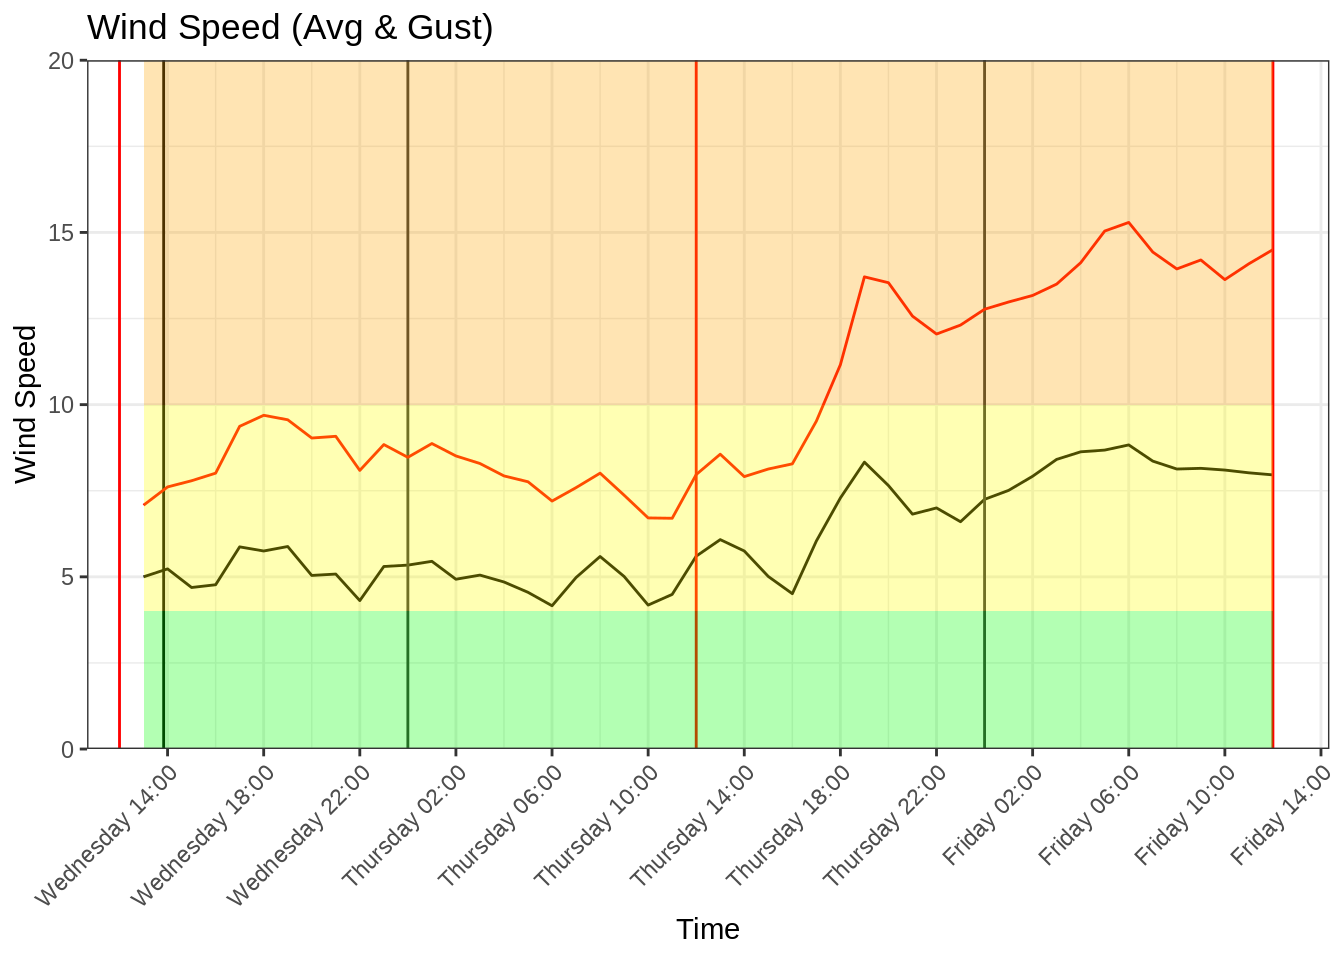 Wind Speed (Avg & Gust)
20
15
10
5
0
Wind Speed
Wednesday 14:00
Wednesday 18:00
Wednesday 22:00
Thursday 02:00
Thursday 06:00
Thursday 10:00
Thursday 14:00
Thursday 18:00
Thursday 22:00
Friday 02:00
Friday 06:00
Friday 10:00
Friday 14:00
Time